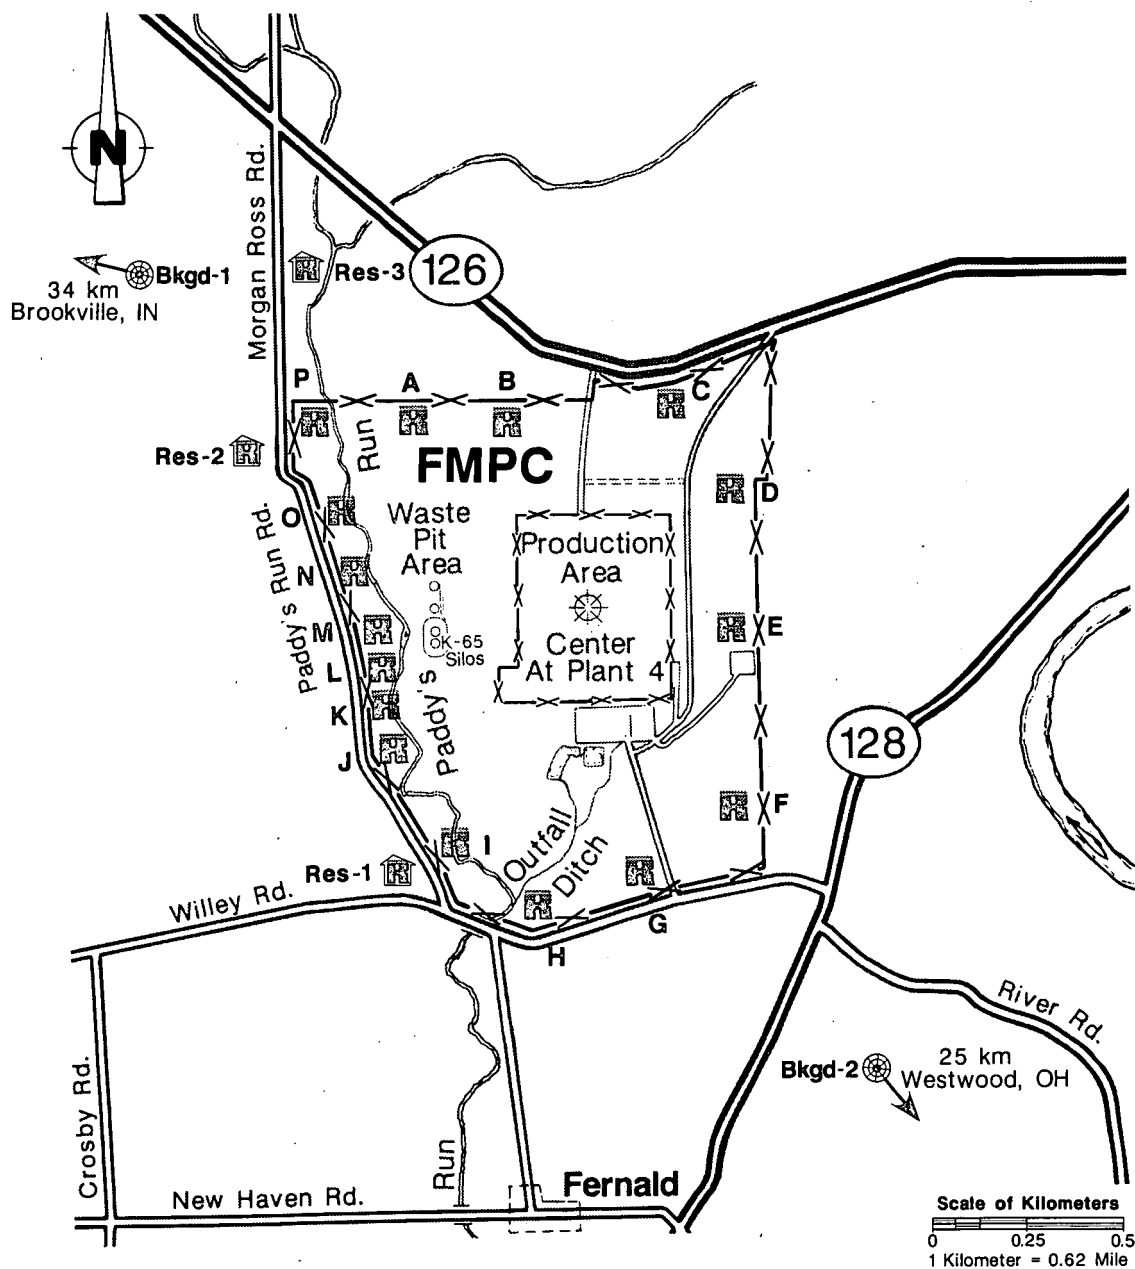 N
Morgan Ross Rd.
Bkgd-1
34 km
Brookville, IN
Res-3
126
P
A
B
C
Run
Res-2
FMPC
D
O
Waste
Pit
Area
Production
Area
Paddy's Run Rd.
N
M
E
K-65
Silos
Center
At Plant 4
L
K
Paddy's
J
128
F
I
Outfall
Ditch
Res-1
Willey Rd.
G
H
River Rd.
Bkgd-2
25 km
Westwood, OH
Crosby Rd.
Run
Fernald
New Haven Rd.
Scale of Kilometers
0 0.25 0.5
1 Kilometer = 0.62 Mile